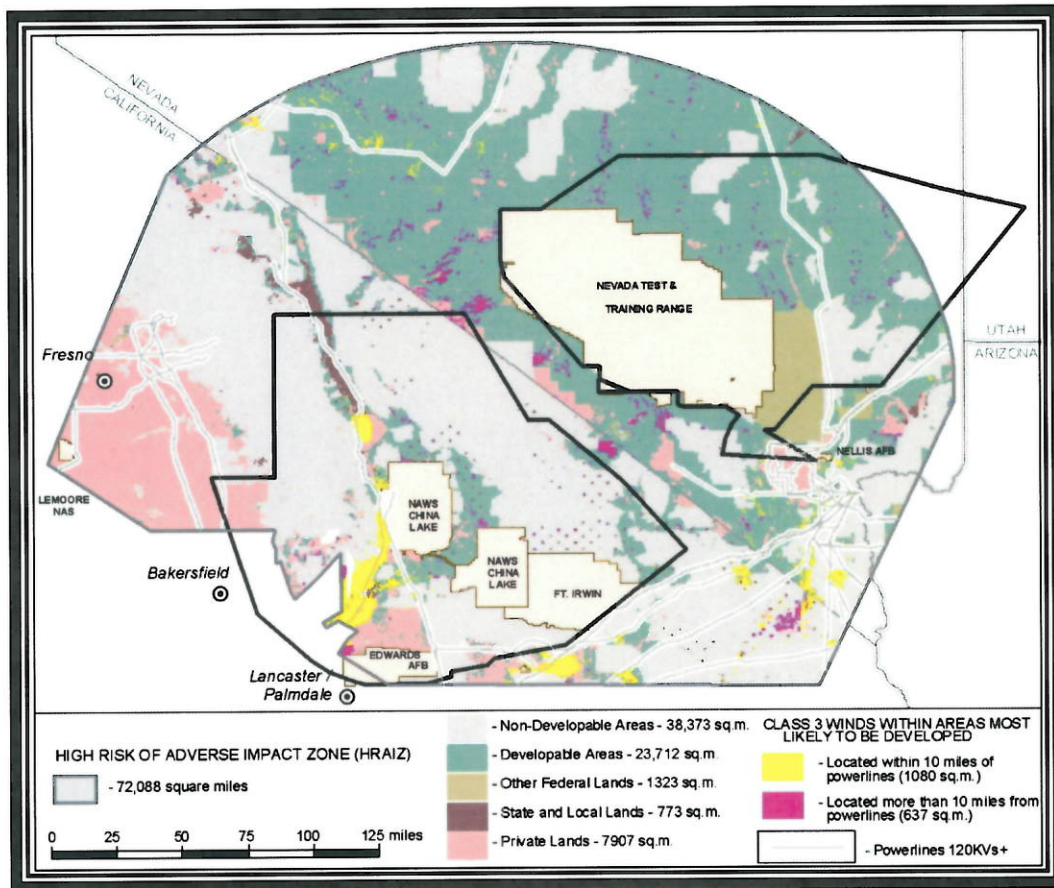 NEVADA
CALIFORNIA
NEVADA TEST &
TRAINING RANGE
UTAH
ARIZONA
Fresno
NELLIS AFB
LEMOORE
NAS
NAWS
CHINA
LAKE
NAWS
CHINA
LAKE
FT. IRWIN
Bakersfield
EDWARDS
AFB
Lancaster /
Palmdale
HIGH RISK OF ADVERSE IMPACT ZONE (HRAIZ)
- 72,088 square miles
0 25 50 75 100 125 miles
- Non-Developable Areas - 38,373 sq.m.
- Developable Areas - 23,712 sq.m.
- Other Federal Lands - 1323 sq.m.
- State and Local Lands - 773 sq.m.
- Private Lands - 7907 sq.m.
CLASS 3 WINDS WITHIN AREAS MOST
LIKELY TO BE DEVELOPED
- Located within 10 miles of
powerlines (1080 sq.m.)
- Located more than 10 miles from
powerlines (637 sq.m.)
- Powerlines 120KVs+